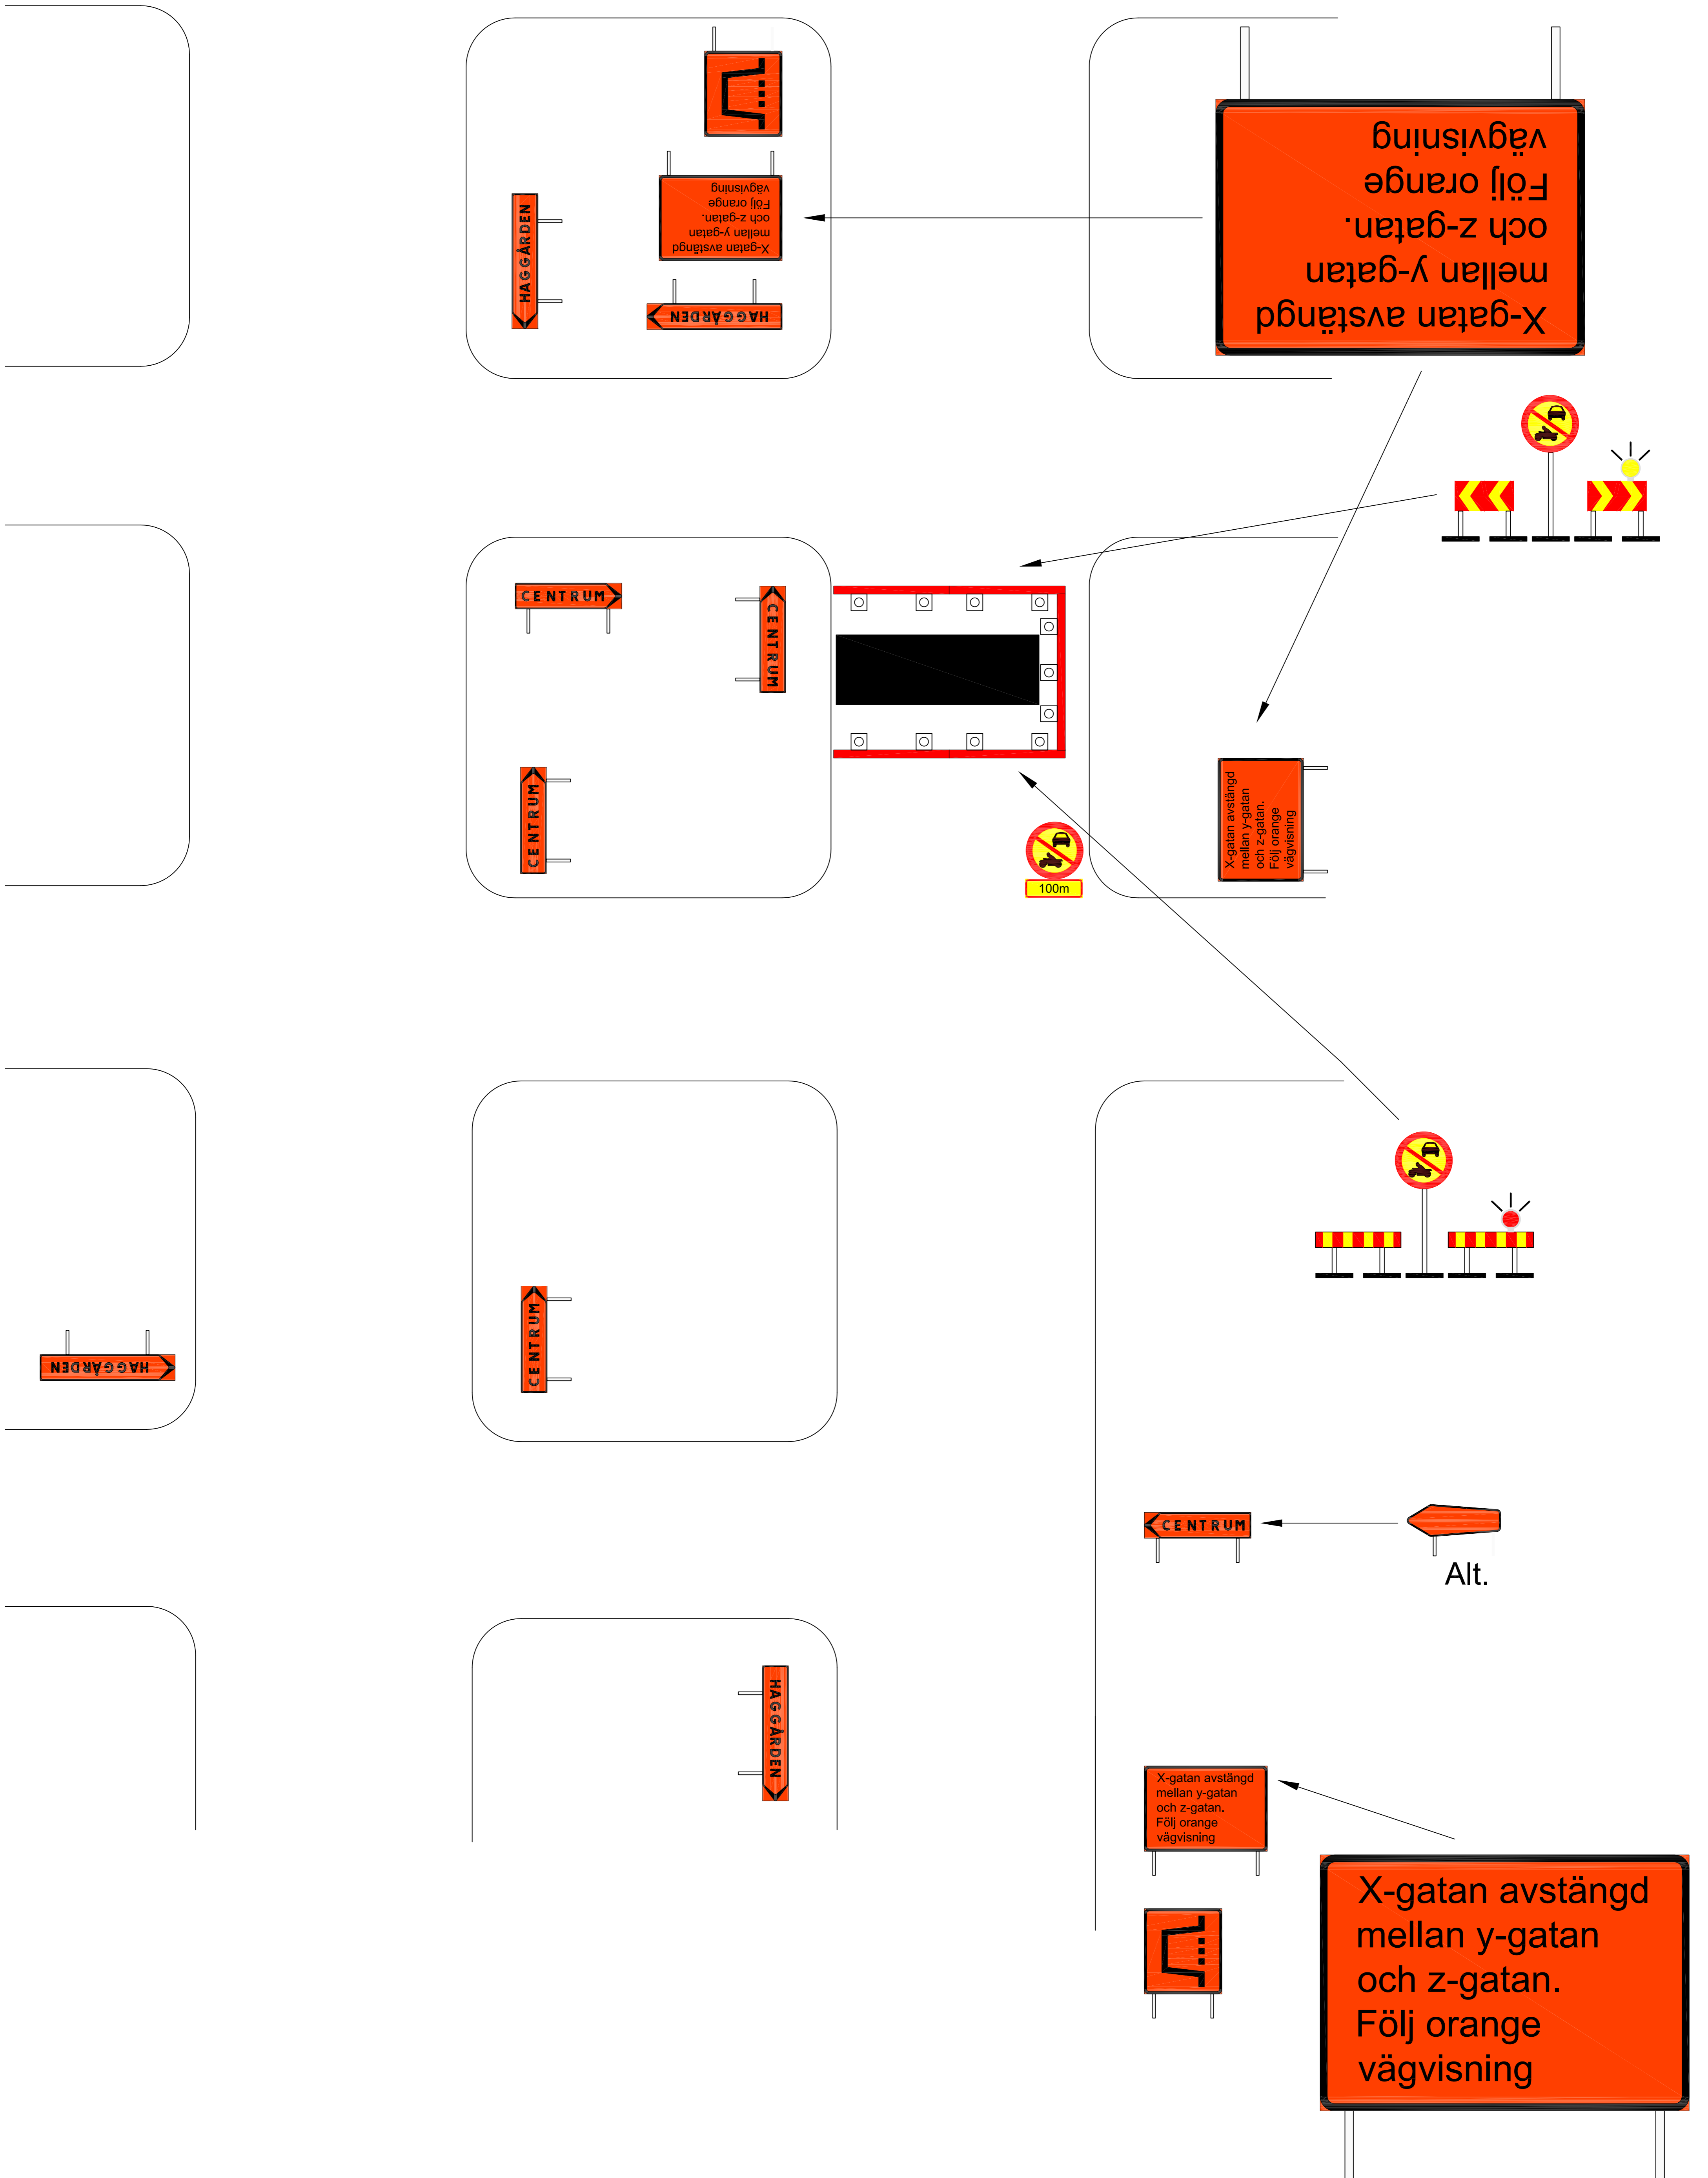 vägvisning
Följ orange
och z-gatan.
mellan y-gatan
X-gatan avstängd
HAGGÅRDEN
X-gatan avstängd
mellan y-gatan
och z-gatan.
Följ orange
vägvisning
HAGGÅRDEN
CENTRUM
CENTRUM
CENTRUM
X-gatan avstängd
mellan y-gatan
och z-gatan.
Följ orange
vägvisning
100m
HAGGÅRDEN
CENTRUM
CENTRUM
Alt.
HAGGÅRDEN
X-gatan avstängd
mellan y-gatan
och z-gatan.
Följ orange
vägvisning
X-gatan avstängd
mellan y-gatan
och z-gatan.
Följ orange
vägvisning